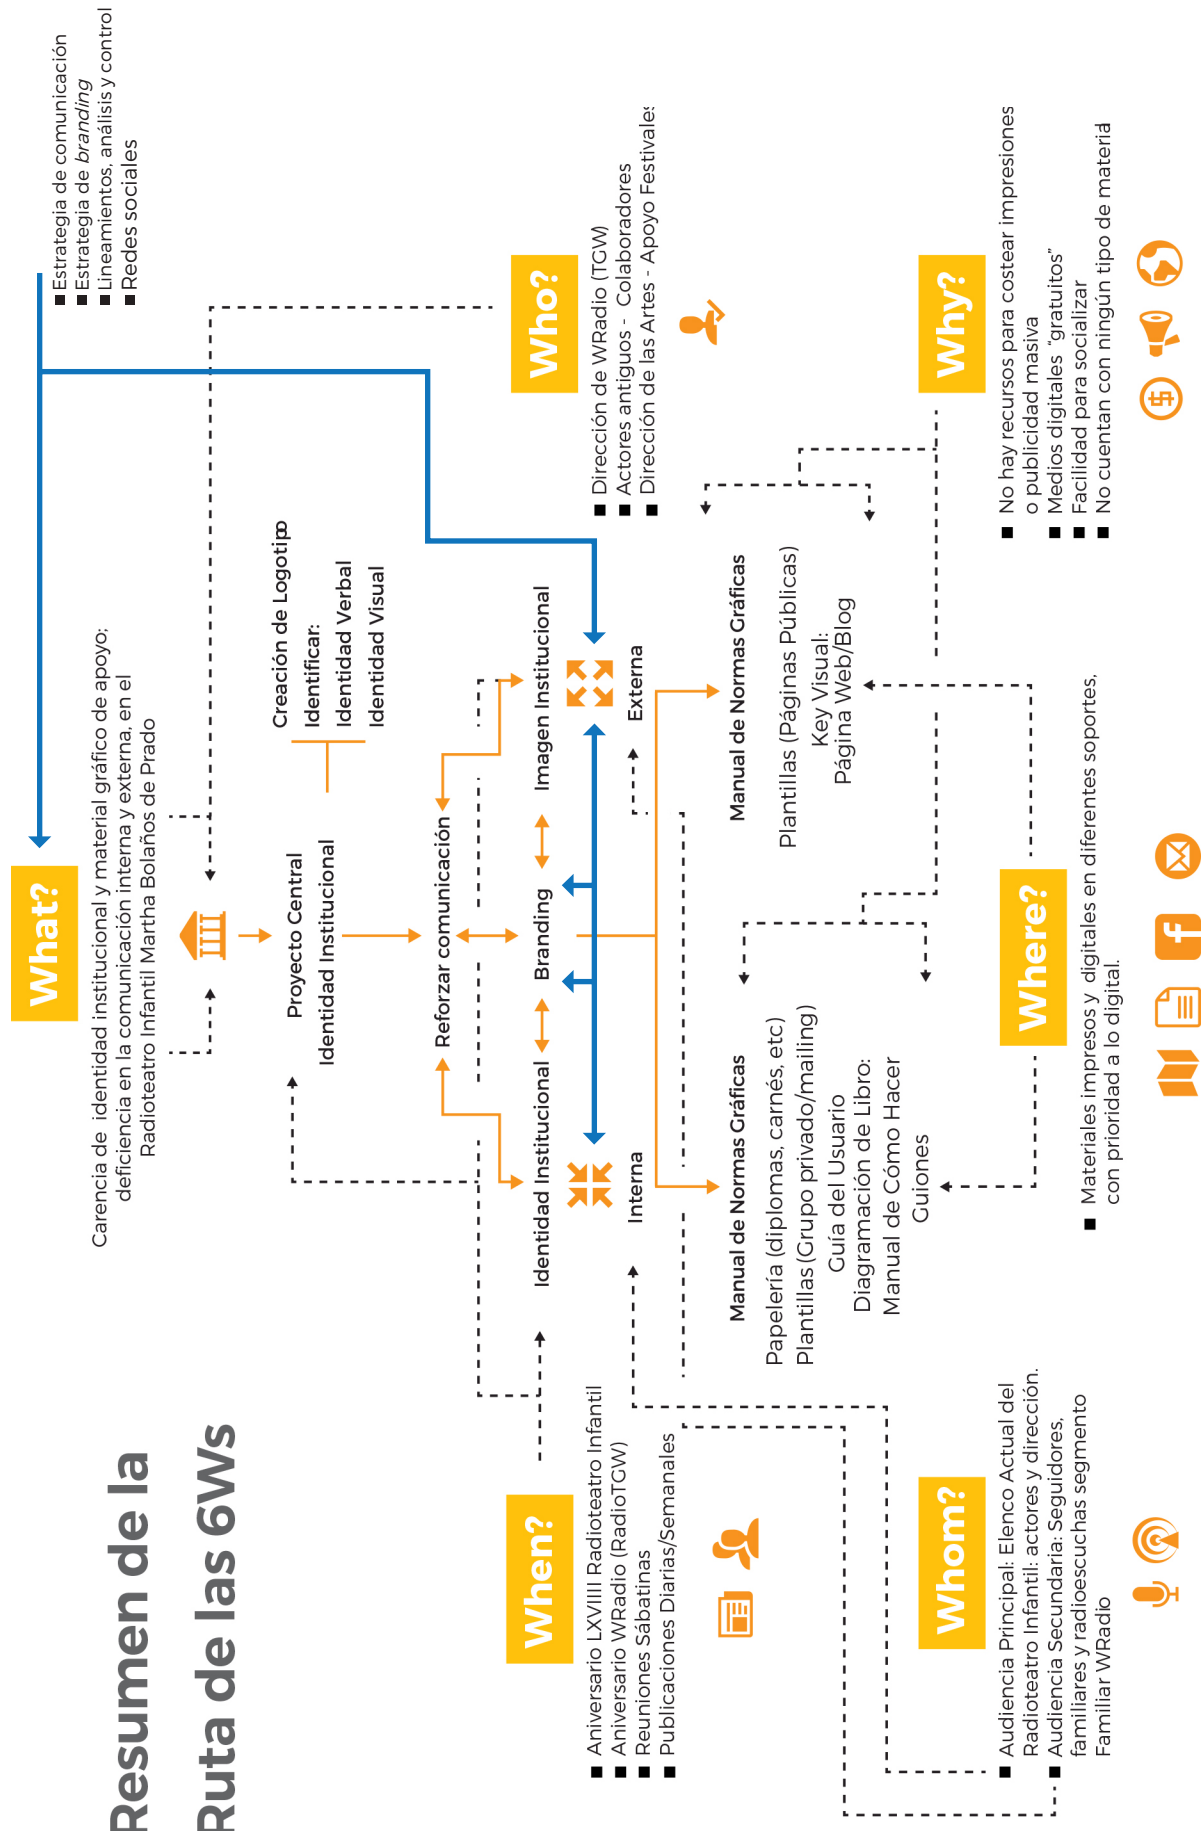 Resumen de la
Ruta de las 6Ws
What?
Carencia de identidad institucional y material gráfico de apoyo;
deficiencia en la comunicación interna y externa, en el
Radioteatro Infantil Martha Bolaños de Prado
Estrategia de comunicación
Estrategia de branding
Lineamientos, análisis y control
Redes sociales
Proyecto Central
Identidad Institucional
Creación de Logotipo
Identificar:
Identidad Verbal
Identidad Visual
Reforzar comunicación
Identidad Institucional
Branding
Imagen Institucional
Interna
Externa
When?
Aniversario LXVIIII Radioteatro Infantil
Aniversario WRadio (RadioTGW)
Reuniones Sábatinas
Publicaciones Diarias/Semanales
Who?
Dirección de WRadio (TGW)
Actores antiguos - Colaboradores
Dirección de las Artes - Apoyo Festivales
Manual de Normas Gráficas
Papelería (diplomas, carnés, etc)
Plantillas (Grupo privado/mailing)
Guía del Usuario
Diagramación de Libro:
Manual de Cómo Hacer
Guiones
Manual de Normas Gráficas
Plantillas (Páginas Públicas)
Key Visual:
Página Web/Blog
Whom?
Audiencia Principal: Elenco Actual del
Radioteatro Infantil: actores y dirección.
Audiencia Secundaria: Seguidores,
familiares y radioescuchas segmento
Familiar WRadio
Where?
Materiales impresos y digitales en diferentes soportes,
con prioridad a lo digital.
Why?
No hay recursos para costear impresiones
o publicidad masiva
Medios digitales "gratuitos"
Facilidad para socializar
No cuentan con ningún tipo de material